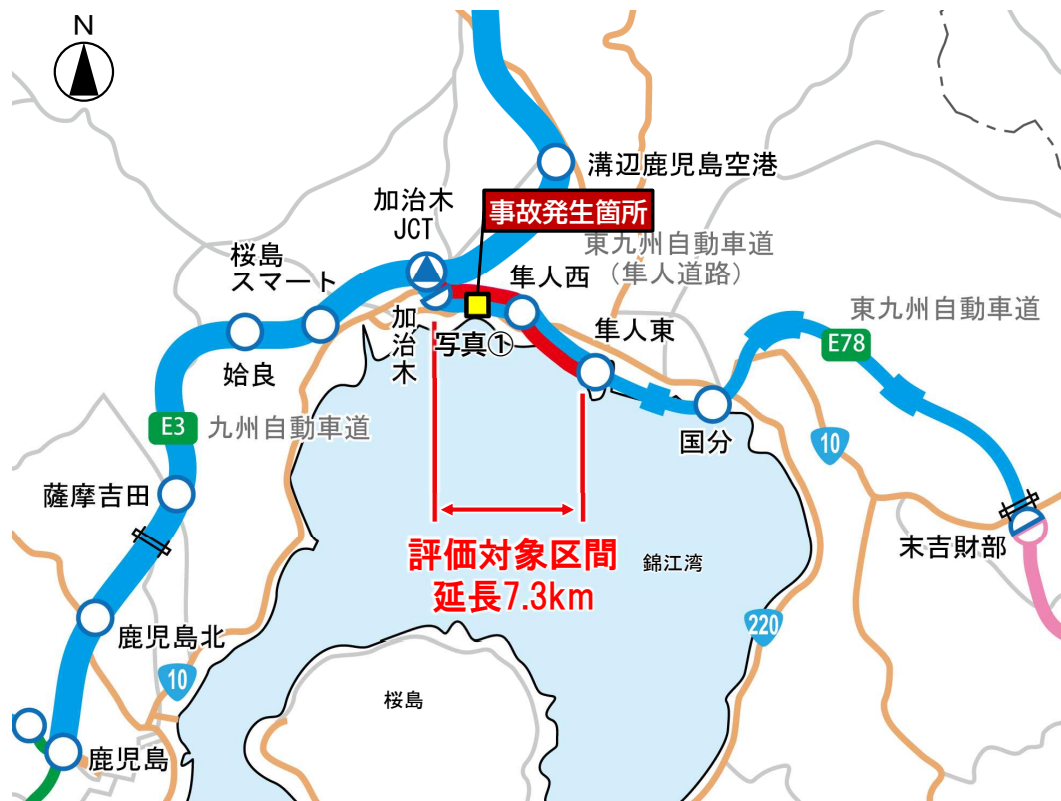 N
溝辺鹿児島空港
加治木
JCT
事故発生箇所
東九州自動車道
（隼人道路）
桜島
スマート
隼人西
東九州自動車道
E78
加治木
写真①
隼人東
姶良
国分
10
E3
九州自動車道
薩摩吉田
末吉財部
評価対象区間
延長7.3km
錦江湾
鹿児島北
220
10
桜島
鹿児島